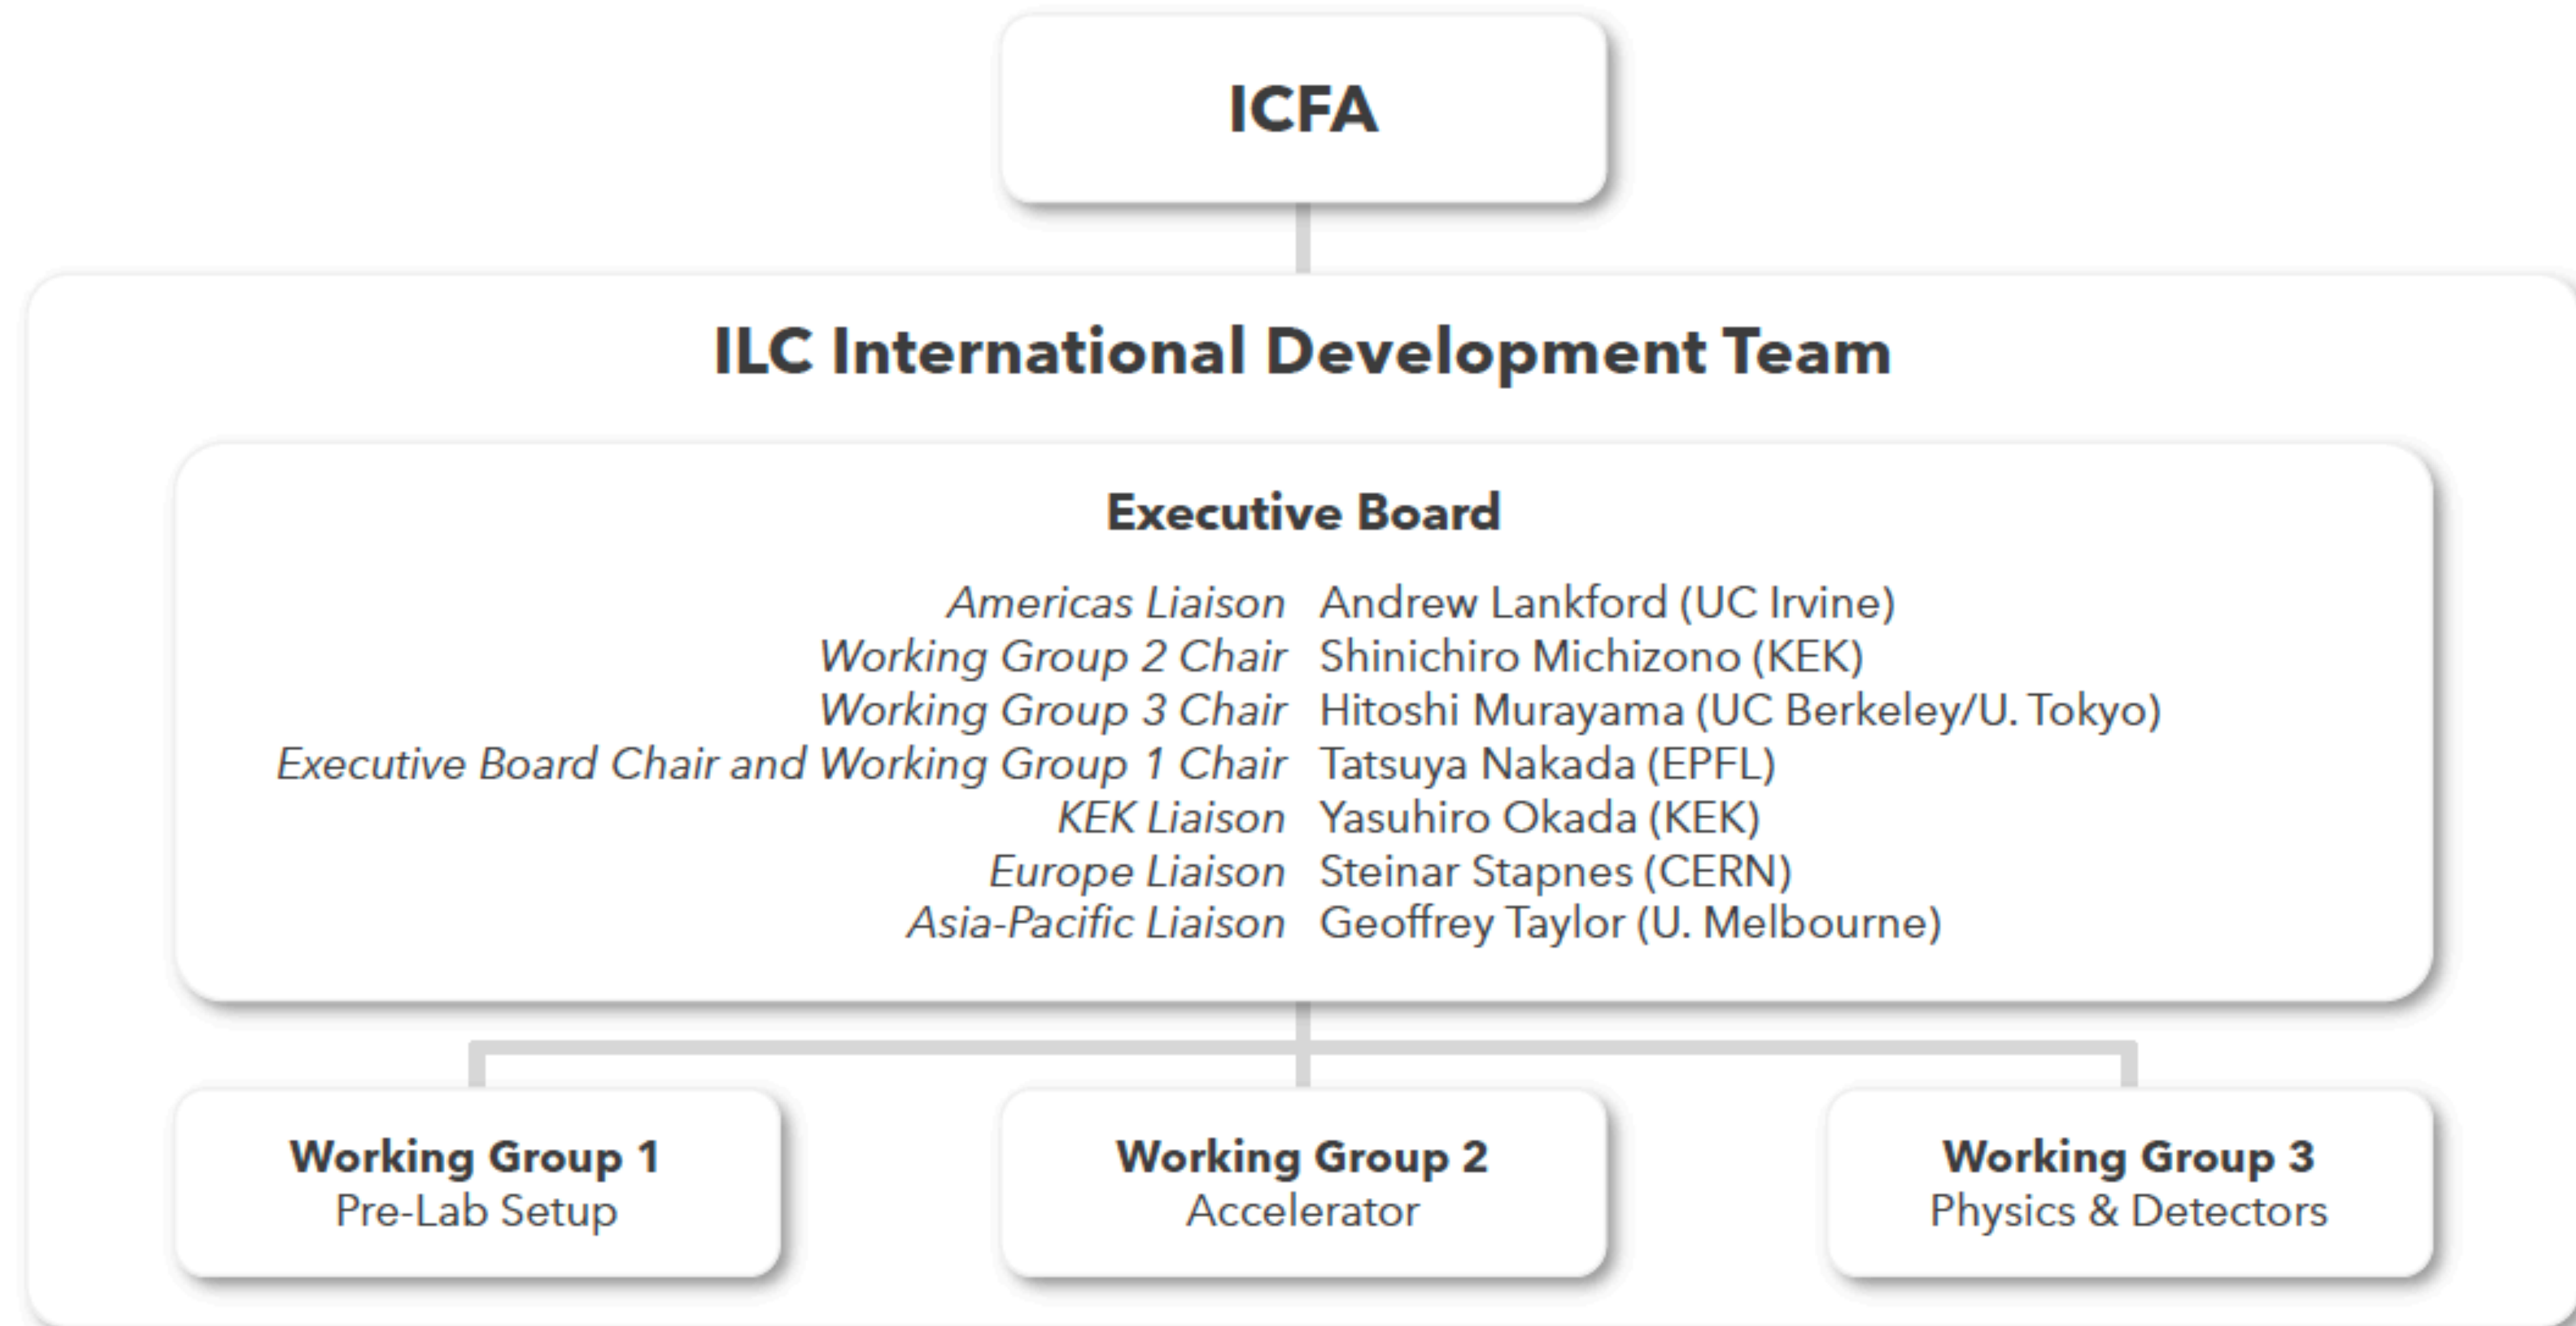 ICFA
ILC International Development Team
Executive Board
Americas Liaison Andrew Lankford (UC Irvine)
Working Group 2 Chair Shinichiro Michizono (KEK)
Working Group 3 Chair Hitoshi Murayama (UC Berkeley/U. Tokyo)
Executive Board Chair and Working Group 1 Chair Tatsuya Nakada (EPFL)
KEK Liaison Yasuhiro Okada (KEK)
Europe Liaison Steinar Stapnes (CERN)
Asia-Pacific Liaison Geoffrey Taylor (U. Melbourne)
Working Group 1
Pre-Lab Setup
Working Group 2
Accelerator
Working Group 3
Physics & Detectors